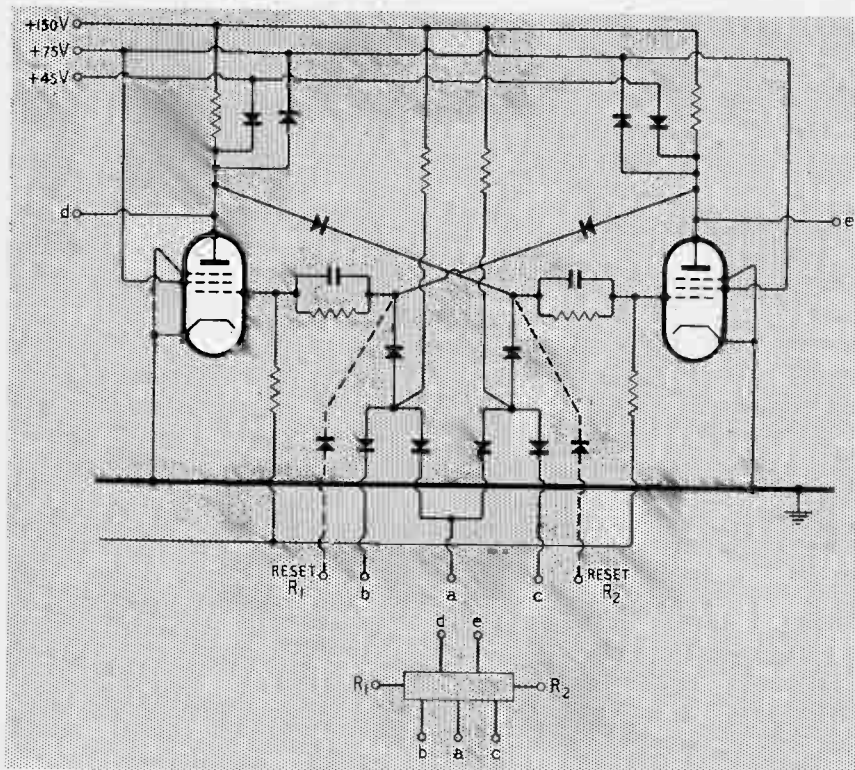 +150V
+75V
+45V
d
e
RESET R₁
b
a
c
RESET R₂
d e
R₁ R₂
b a c